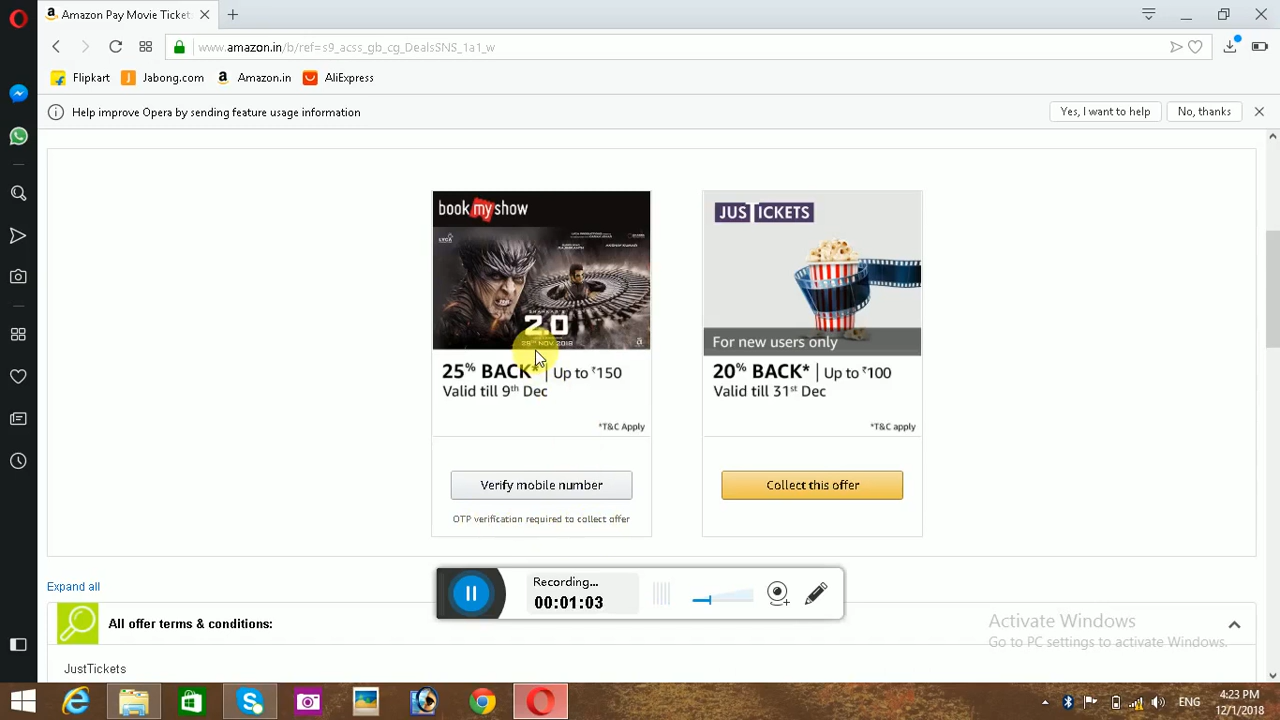 Amazon Pay Movie Tickets
www.amazon.in/b/ref=s9_acss_gb_cg_DealsSNS_1a1_w
Flipkart Jabong.com Amazon.in AliExpress
Help improve Opera by sending feature usage information Yes, I want to help No, thanks
book my show
2.0
For new users only
JUSTICKETS
25% BACK* | Up to ₹150
Valid till 9th Dec
*T&C Apply
Verify mobile number
OTP verification required to collect offer
20% BACK* | Up to ₹100
Valid till 31st Dec
*T&C apply
Collect this offer
Expand all
All offer terms & conditions:
JustTickets
Recording...
00:01:03
Activate Windows
Go to PC settings to activate Windows.
ENG
4:23 PM
12/1/2018